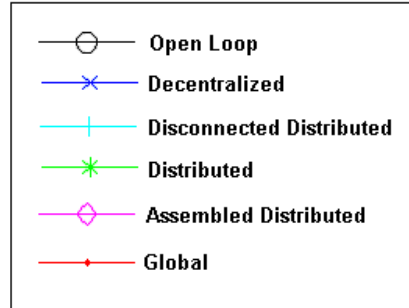 Open Loop
Decentralized
Disconnected Distributed
Distributed
Assembled Distributed
Global